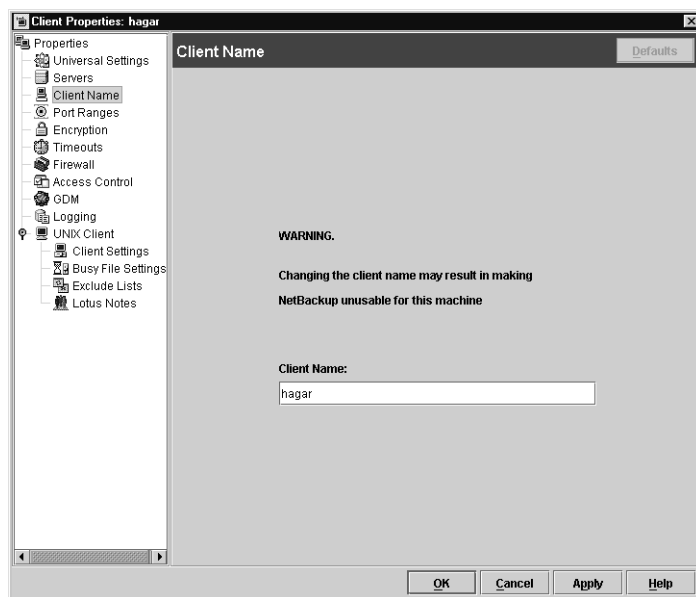 Client Properties: hagar
Properties
Universal Settings
Servers
Client Name
Port Ranges
Encryption
Timeouts
Firewall
Access Control
GDM
Logging
UNIX Client
Client Settings
Busy File Settings
Exclude Lists
Lotus Notes
Client Name
Defaults
WARNING.
Changing the client name may result in making
NetBackup unusable for this machine
Client Name:
hagar
OK
Cancel
Apply
Help